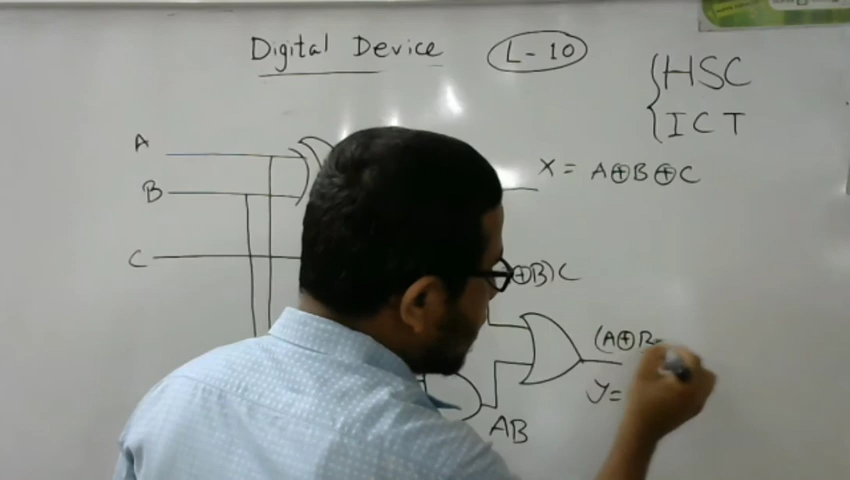 Digital Device
L-10
HSC
ICT
A
B
C
X = A⊕B⊕C
⊕B)C
(A⊕B
AB
Y=